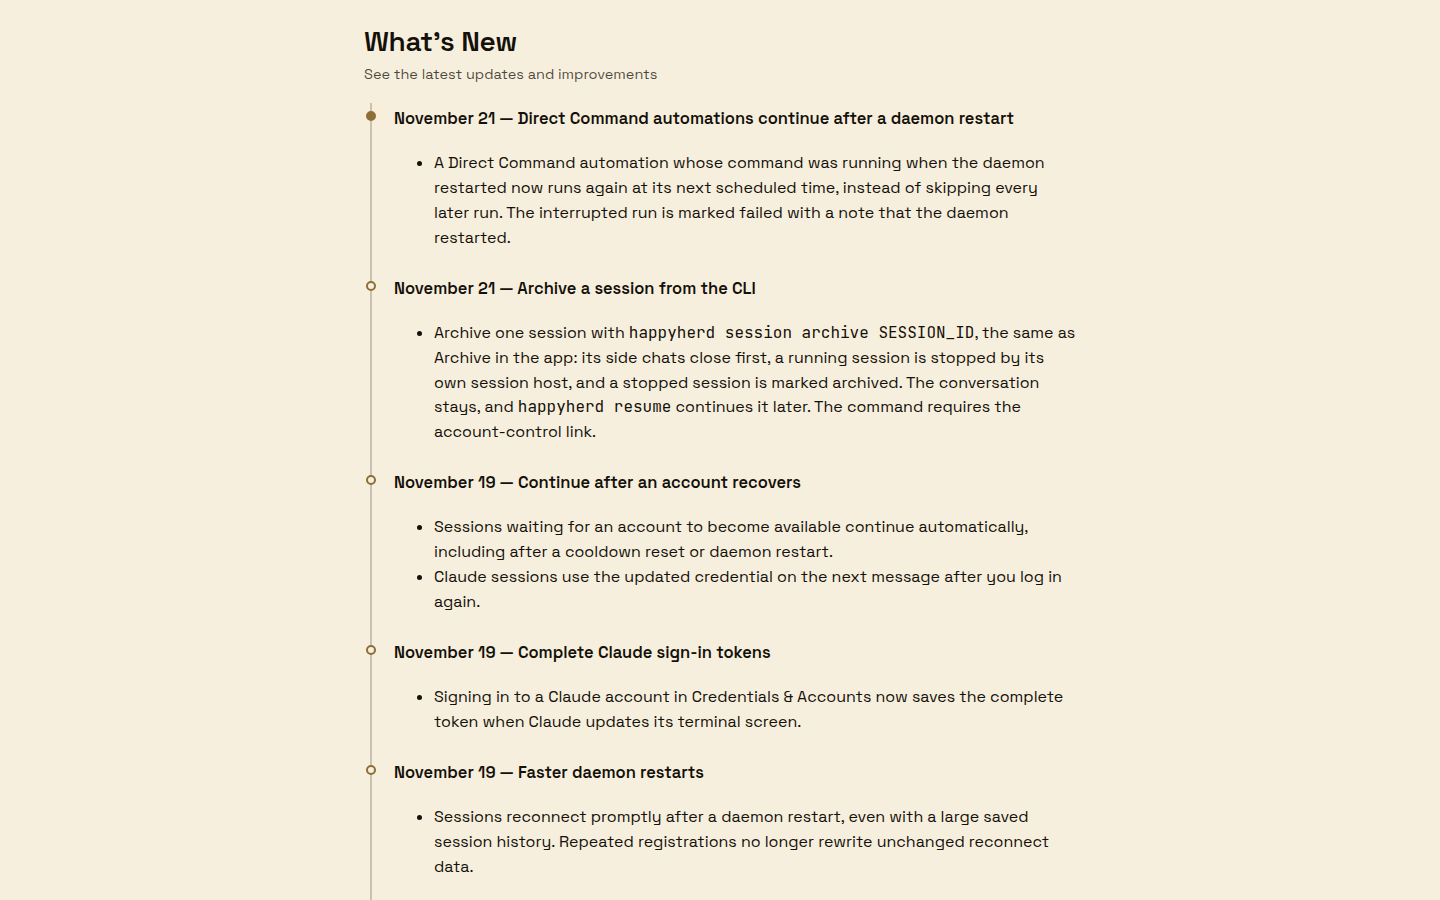 What's New
See the latest updates and improvements
November 21 — Direct Command automations continue after a daemon restart
• A Direct Command automation whose command was running when the daemon
restarted now runs again at its next scheduled time, instead of skipping every
later run. The interrupted run is marked failed with a note that the daemon
restarted.
November 21 — Archive a session from the CLI
• Archive one session with happyherd session archive SESSION_ID, the same as
Archive in the app: its side chats close first, a running session is stopped by its
own session host, and a stopped session is marked archived. The conversation
stays, and happyherd resume continues it later. The command requires the
account-control link.
November 19 — Continue after an account recovers
• Sessions waiting for an account to become available continue automatically,
including after a cooldown reset or daemon restart.
• Claude sessions use the updated credential on the next message after you log in
again.
November 19 — Complete Claude sign-in tokens
• Signing in to a Claude account in Credentials & Accounts now saves the complete
token when Claude updates its terminal screen.
November 19 — Faster daemon restarts
• Sessions reconnect promptly after a daemon restart, even with a large saved
session history. Repeated registrations no longer rewrite unchanged reconnect
data.